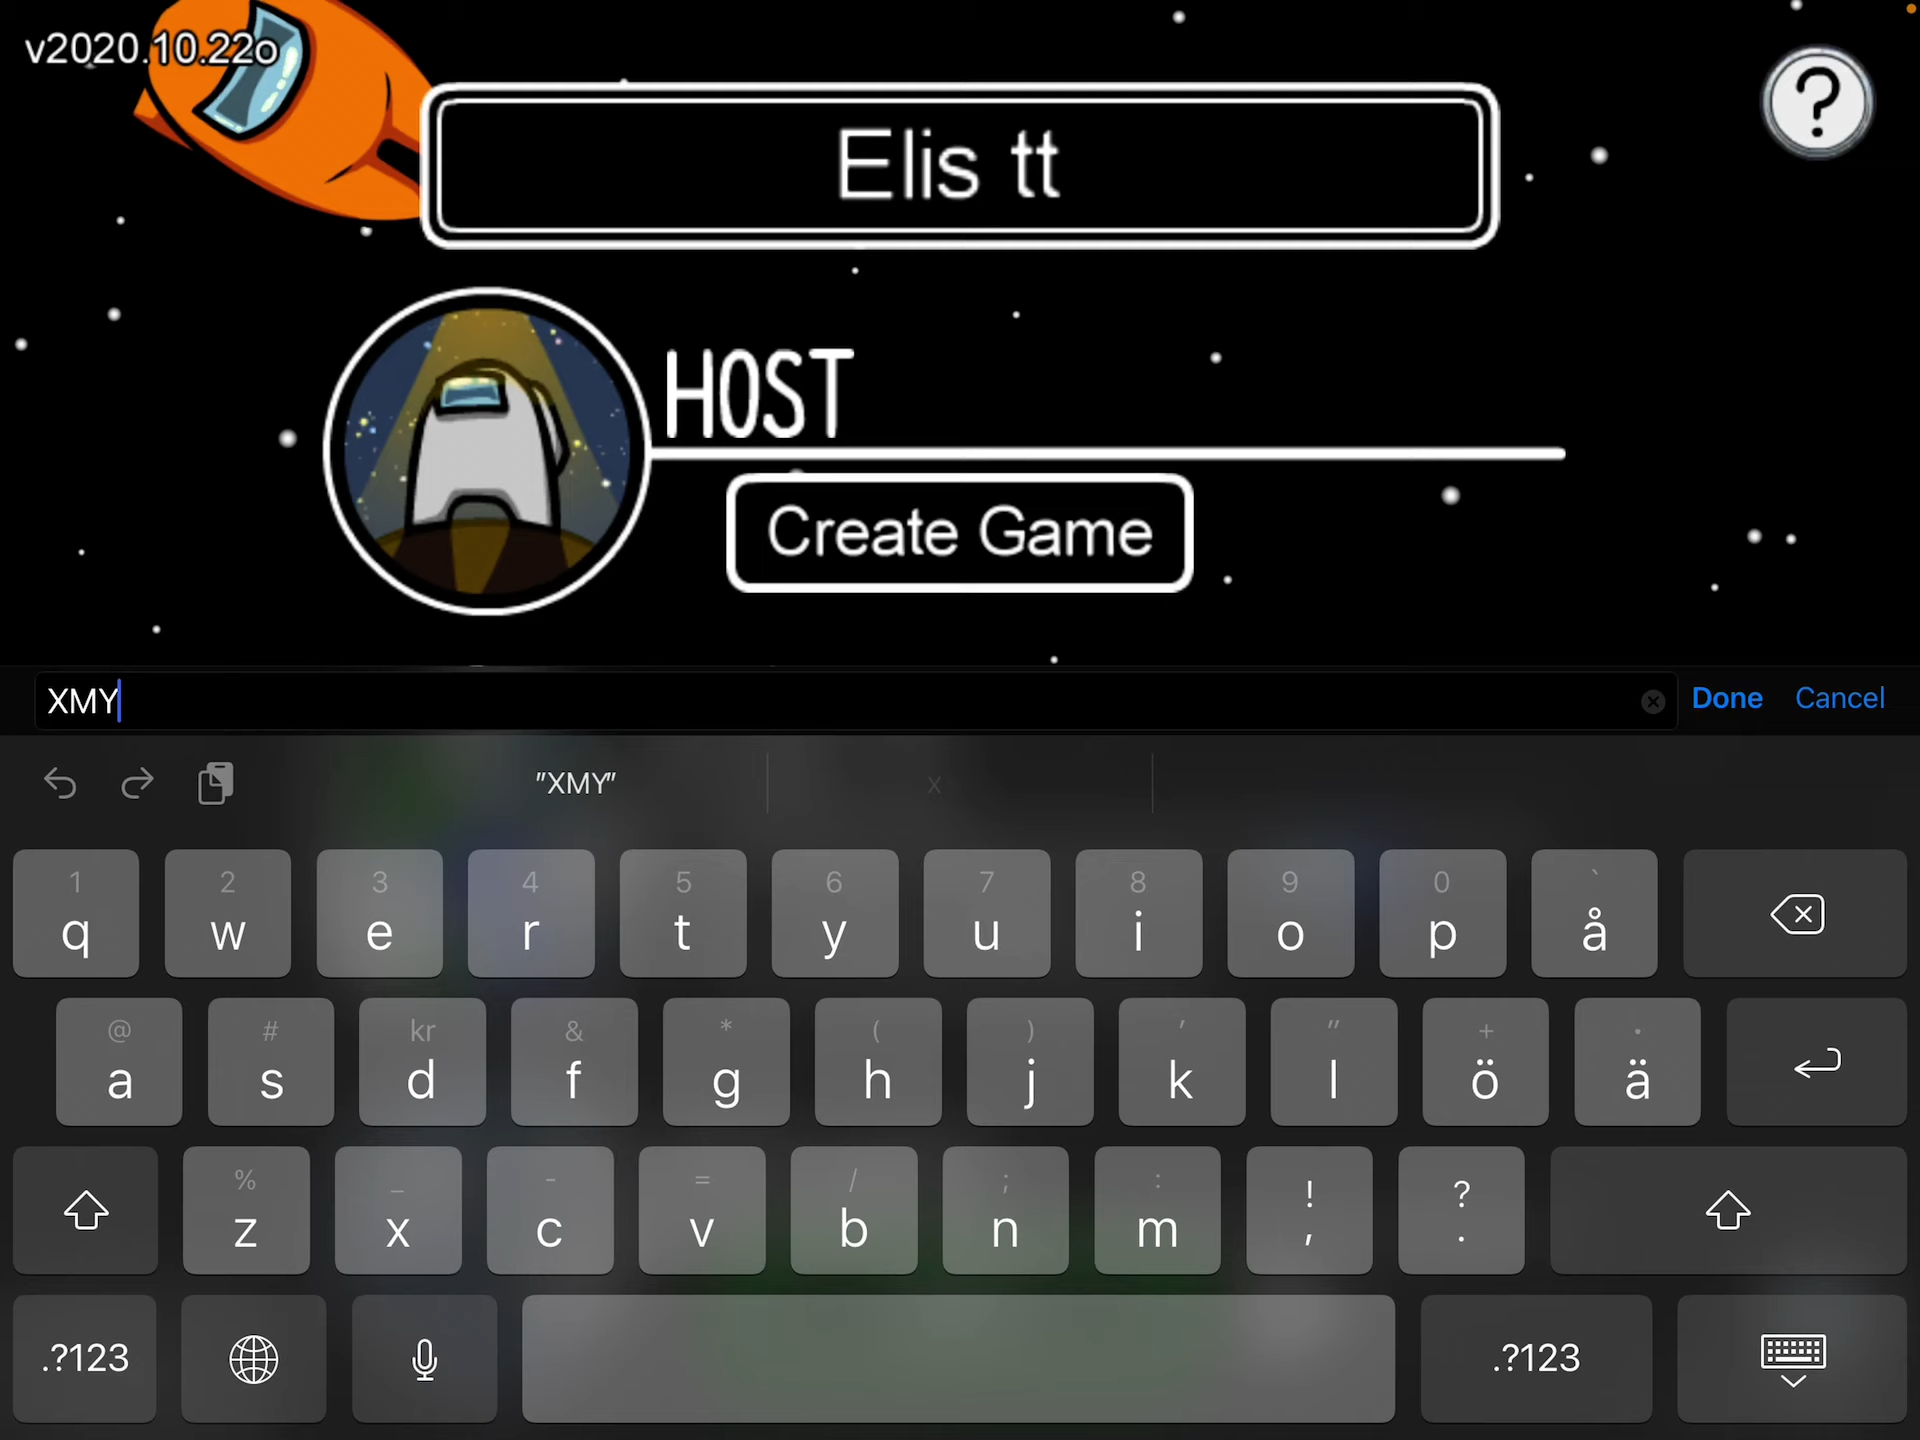 v2020.10.22o
?
Elis tt
HOST
Create Game
XMY
Done Cancel
"XMY" x
1 2 3 4 5 6 7 8 9 0 `
q w e r t y u i o p å
@ # kr & * ( ) ' " + •
a s d f g h j k l ö ä
% _ - = / ; : ! ?
z x c v b n m , .
.?123 .?123